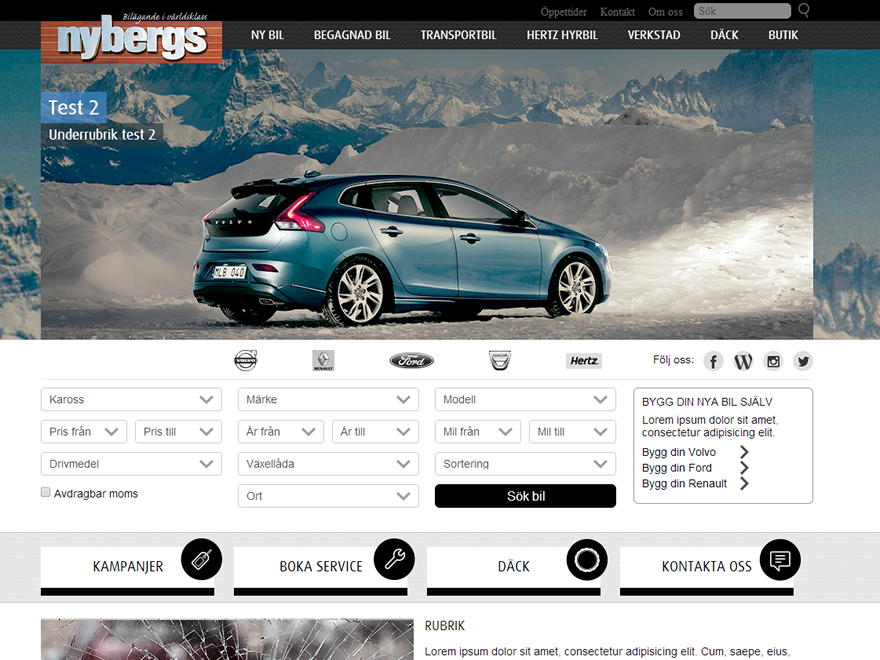 Öppettider Kontakt Om oss Sök
Bilägande i världsklass
nybergs
NY BIL BEGAGNAD BIL TRANSPORTBIL HERTZ HYRBIL VERKSTAD DÄCK BUTIK
Test 2
Underrubrik test 2
VOLVO
MLB 040
VOLVO RENAULT Ford DACIA Hertz. Följ oss:
Kaross Märke Modell
Pris från Pris till År från År till Mil från Mil till
Drivmedel Växellåda Sortering
Avdragbar moms Ort Sök bil
BYGG DIN NYA BIL SJÄLV
Lorem ipsum dolor sit amet,
consectetur adipisicing elit.
Bygg din Volvo
Bygg din Ford
Bygg din Renault
KAMPANJER BOKA SERVICE DÄCK KONTAKTA OSS
RUBRIK
Lorem ipsum dolor sit amet, consectetur adipisicing elit. Cum, saepe, eius,